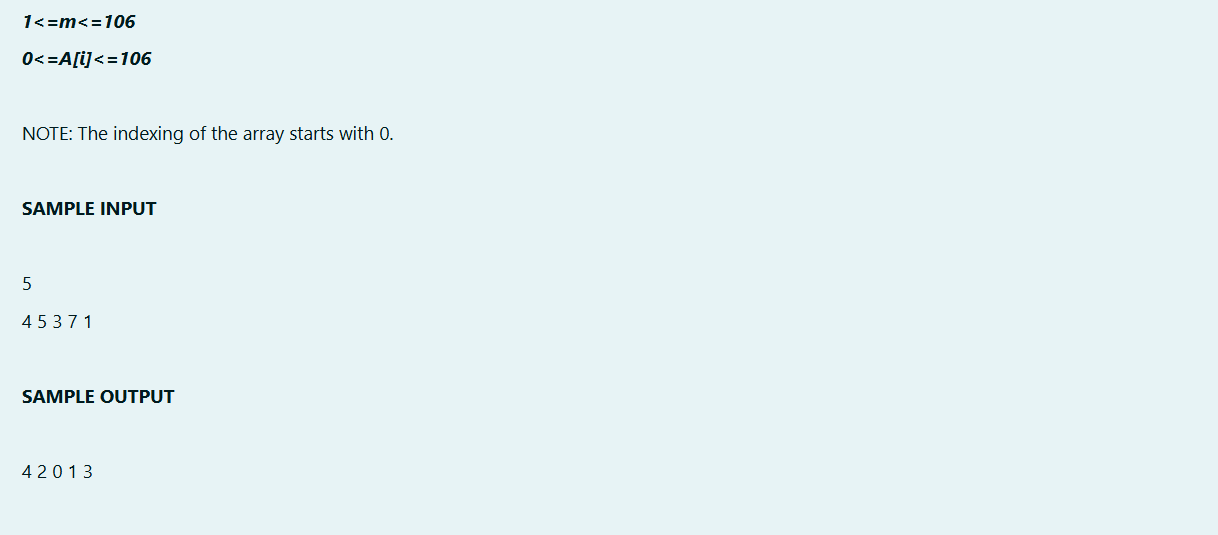 1<=m<=106
0<=A[i]<=106
NOTE: The indexing of the array starts with 0.
SAMPLE INPUT
5
4 5 3 7 1
SAMPLE OUTPUT
4 2 0 1 3